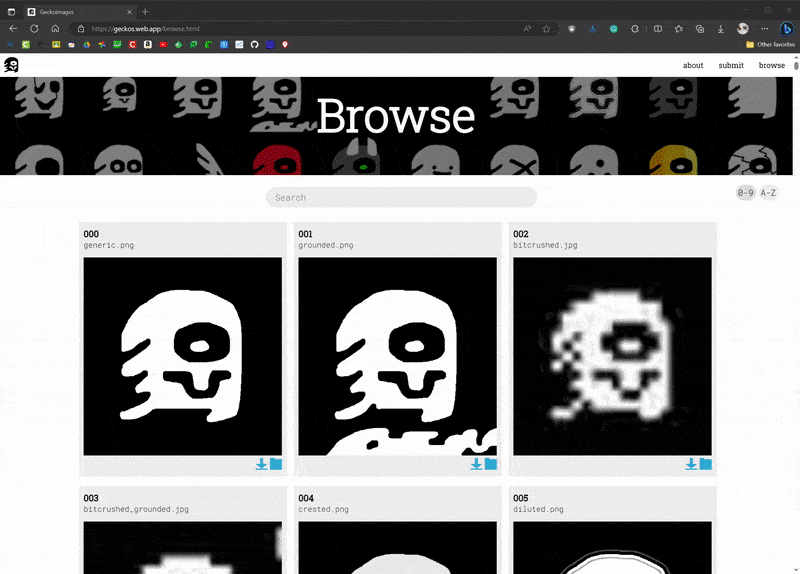 Geckoimages
https://geckos.web.app/browse.html
Other favorites
about submit browse
Browse
Search
0-9 A-Z
000
generic.png
001
grounded.png
002
bitcrushed.jpg
003
bitcrushed_grounded.jpg
004
crested.png
005
diluted.png